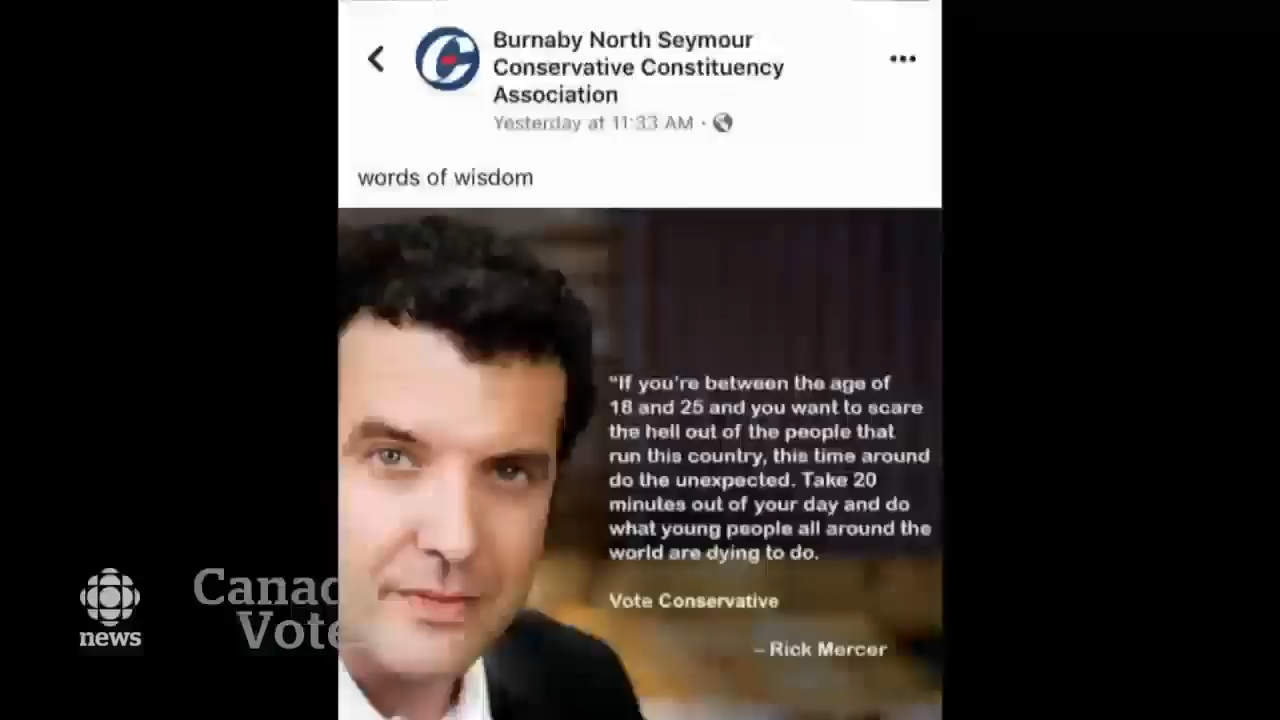 Burnaby North Seymour
Conservative Constituency
Association
Yesterday at 11:33 AM ·
words of wisdom
"If you're between the age of
18 and 25 and you want to scare
the hell out of the people that
run this country, this time around
do the unexpected. Take 20
minutes out of your day and do
what young people all around the
world are dying to do.
Vote Conservative
– Rick Mercer
Canad
Vote
news